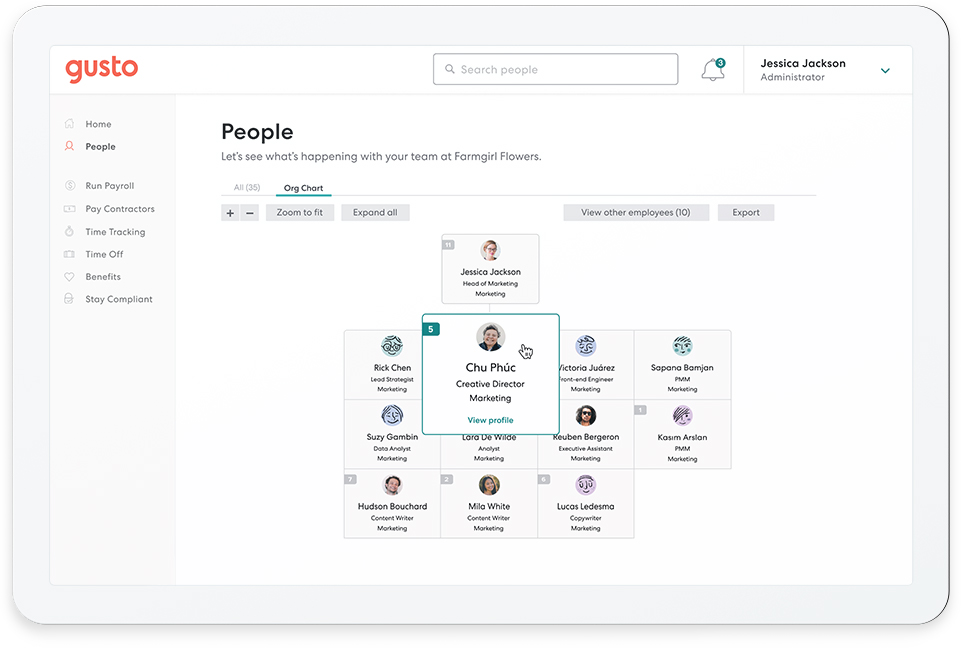 gusto
Search people
3
Jessica Jackson
Administrator
Home
People
Run Payroll
Pay Contractors
Time Tracking
Time Off
Benefits
Stay Compliant
People
Let's see what's happening with your team at Farmgirl Flowers.
All (35)
Org Chart
+
−
Zoom to fit
Expand all
View other employees (10)
Export
11
Jessica Jackson
Head of Marketing
Marketing
Rick Chen
Lead Strategist
Marketing
5
Chu Phúc
Creative Director
Marketing
View profile
Victoria Juárez
Front-end Engineer
Marketing
Sapana Bamjan
PMM
Marketing
Suzy Gambin
Data Analyst
Marketing
Lara De Wilde
Analyst
Marketing
Reuben Bergeron
Executive Assistant
Marketing
1
Kasım Arslan
PMM
Marketing
7
Hudson Bouchard
Content Writer
Marketing
2
Mila White
Content Writer
Marketing
6
Lucas Ledesma
Copywriter
Marketing